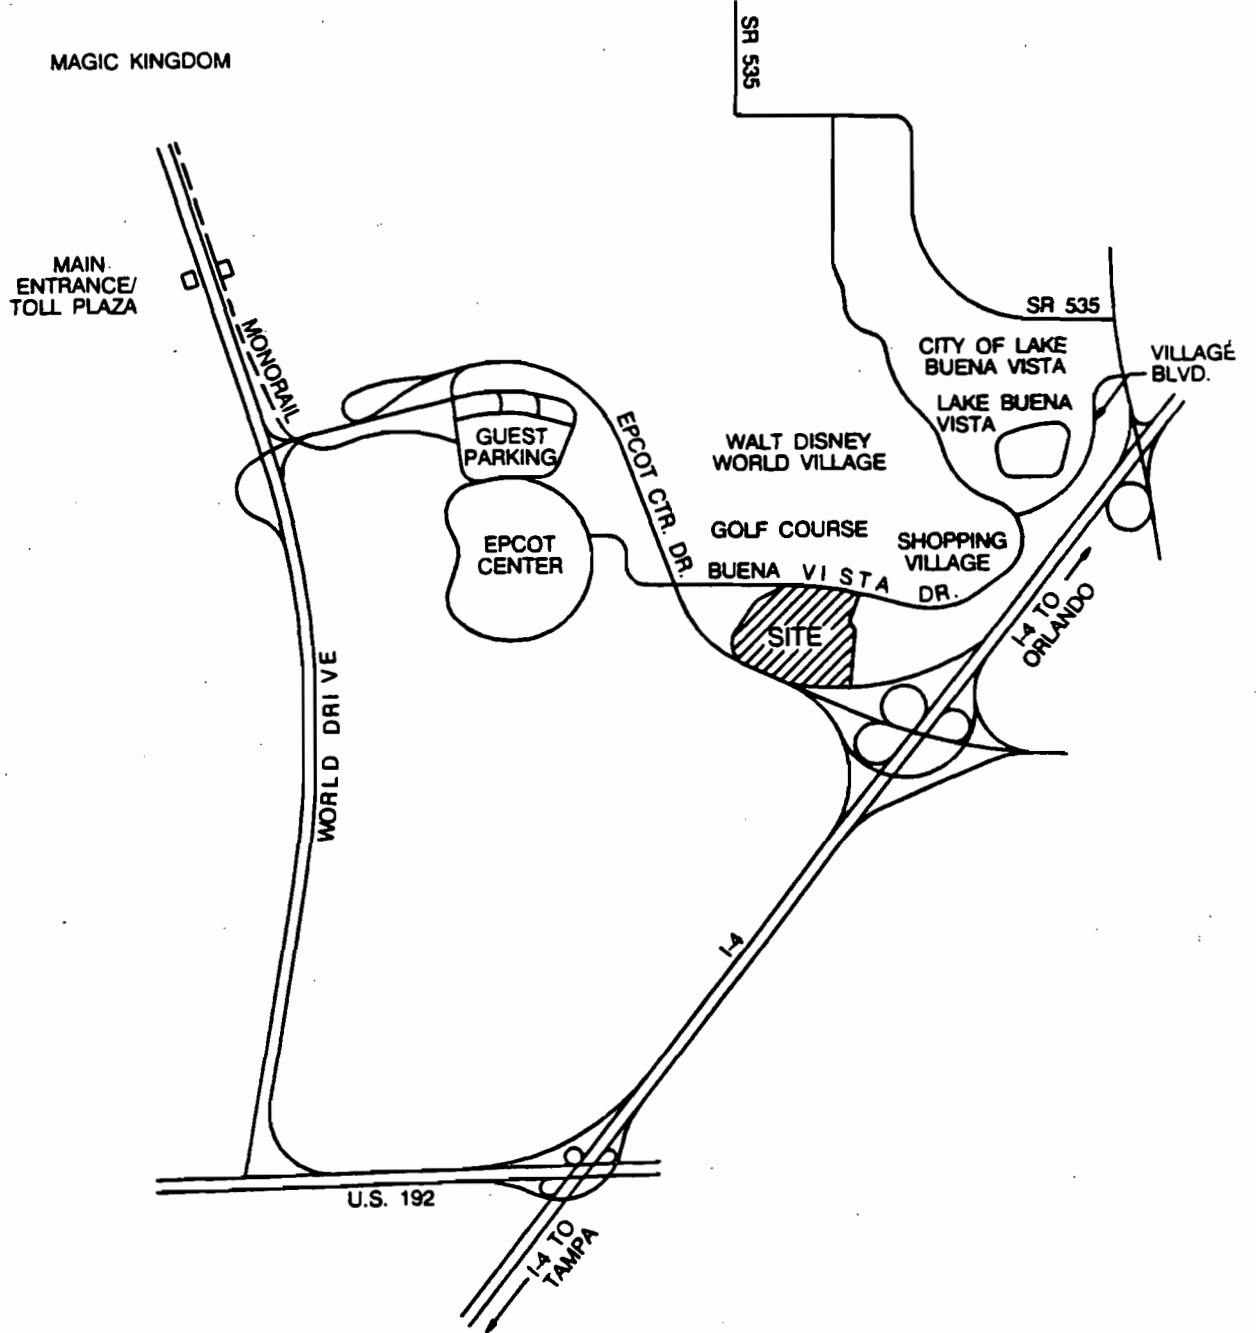 SR 535
MAGIC KINGDOM
MAIN
ENTRANCE/
TOLL PLAZA
MONORAIL
SR 535
CITY OF LAKE
BUENA VISTA
VILLAGE
BLVD.
LAKE BUENA
VISTA
EPCOT CTR. DR.
GUEST
PARKING
WALT DISNEY
WORLD VILLAGE
GOLF COURSE
SHOPPING
VILLAGE
EPCOT
CENTER
BUENA VISTA DR.
SITE
I-4 TO
ORLANDO
WORLD DRIVE
I-4
U.S. 192
I-4 TO
TAMPA